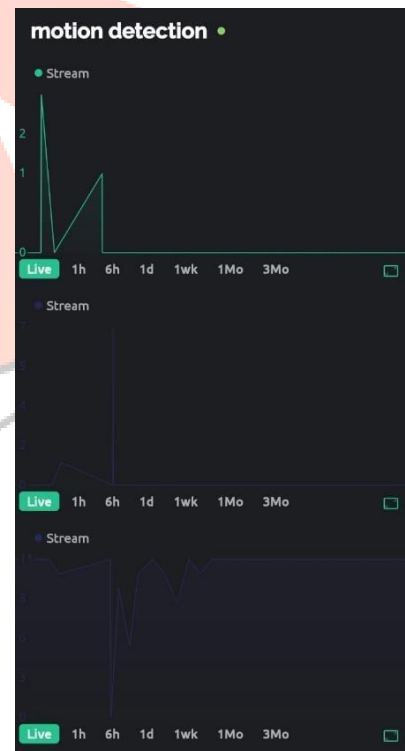 motion detection
Stream
2
1
0
Live 1h 6h 1d 1wk 1Mo 3Mo
Stream
Live 1h 6h 1d 1wk 1Mo 3Mo
Stream
Live 1h 6h 1d 1wk 1Mo 3Mo